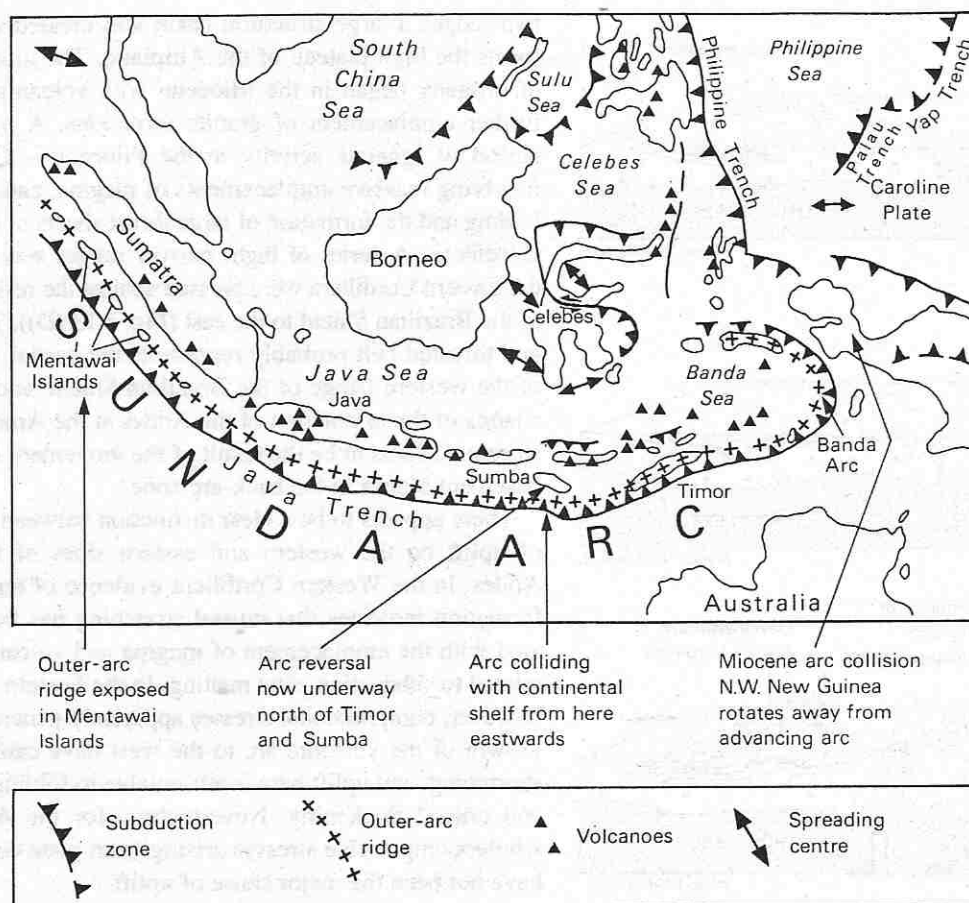 South
China
Sea
Sulu
Sea
Philippine
Trench
Philippine
Sea
Palau
Trench
Yap
Trench
Caroline
Plate
Celebes
Sea
Sumatra
Borneo
Celebes
Mentawai
Islands
Java Sea
Java
Banda
Sea
Banda
Arc
Sumba
Timor
Java Trench
SUNDA ARC
Australia
Outer-arc
ridge exposed
in Mentawai
Islands
Arc reversal
now underway
north of Timor
and Sumba
Arc colliding
with continental
shelf from here
eastwards
Miocene arc collision
N.W. New Guinea
rotates away from
advancing arc
Subduction
zone
Outer-arc
ridge
Volcanoes
Spreading
centre